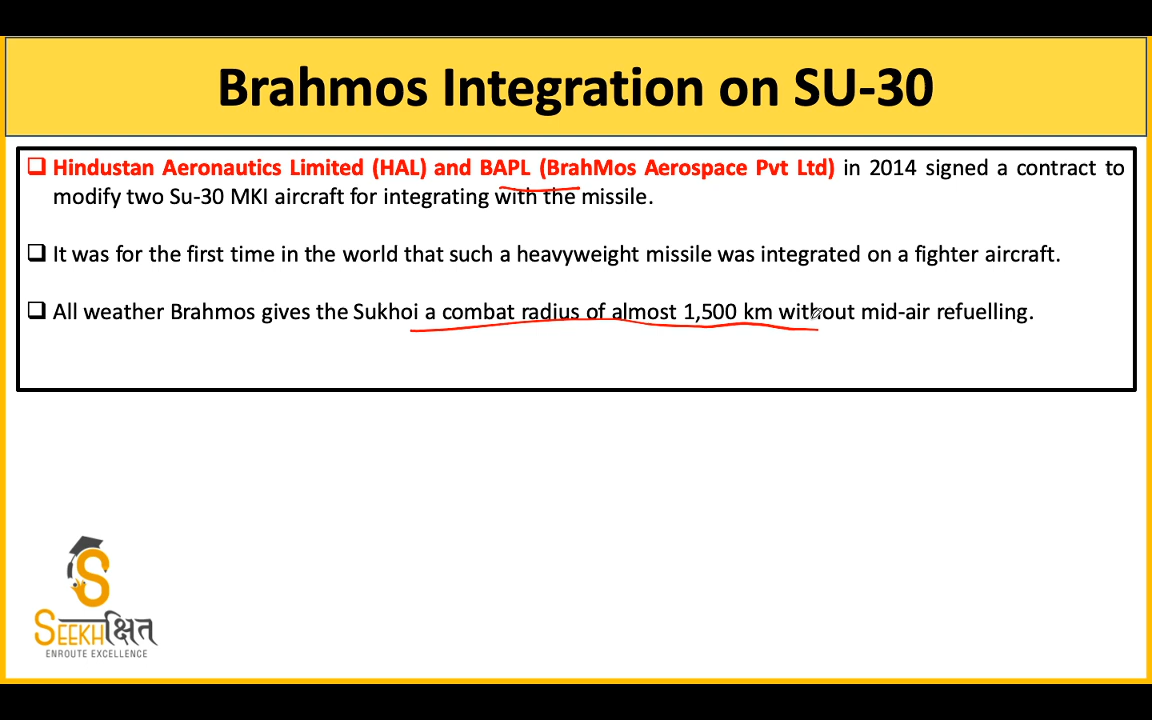 Brahmos Integration on SU-30
Hindustan Aeronautics Limited (HAL) and BAPL (BrahMos Aerospace Pvt Ltd) in 2014 signed a contract to
modify two Su-30 MKI aircraft for integrating with the missile.
It was for the first time in the world that such a heavyweight missile was integrated on a fighter aircraft.
All weather Brahmos gives the Sukhoi a combat radius of almost 1,500 km without mid-air refuelling.
S
SEEKHक्षित
ENROUTE EXCELLENCE